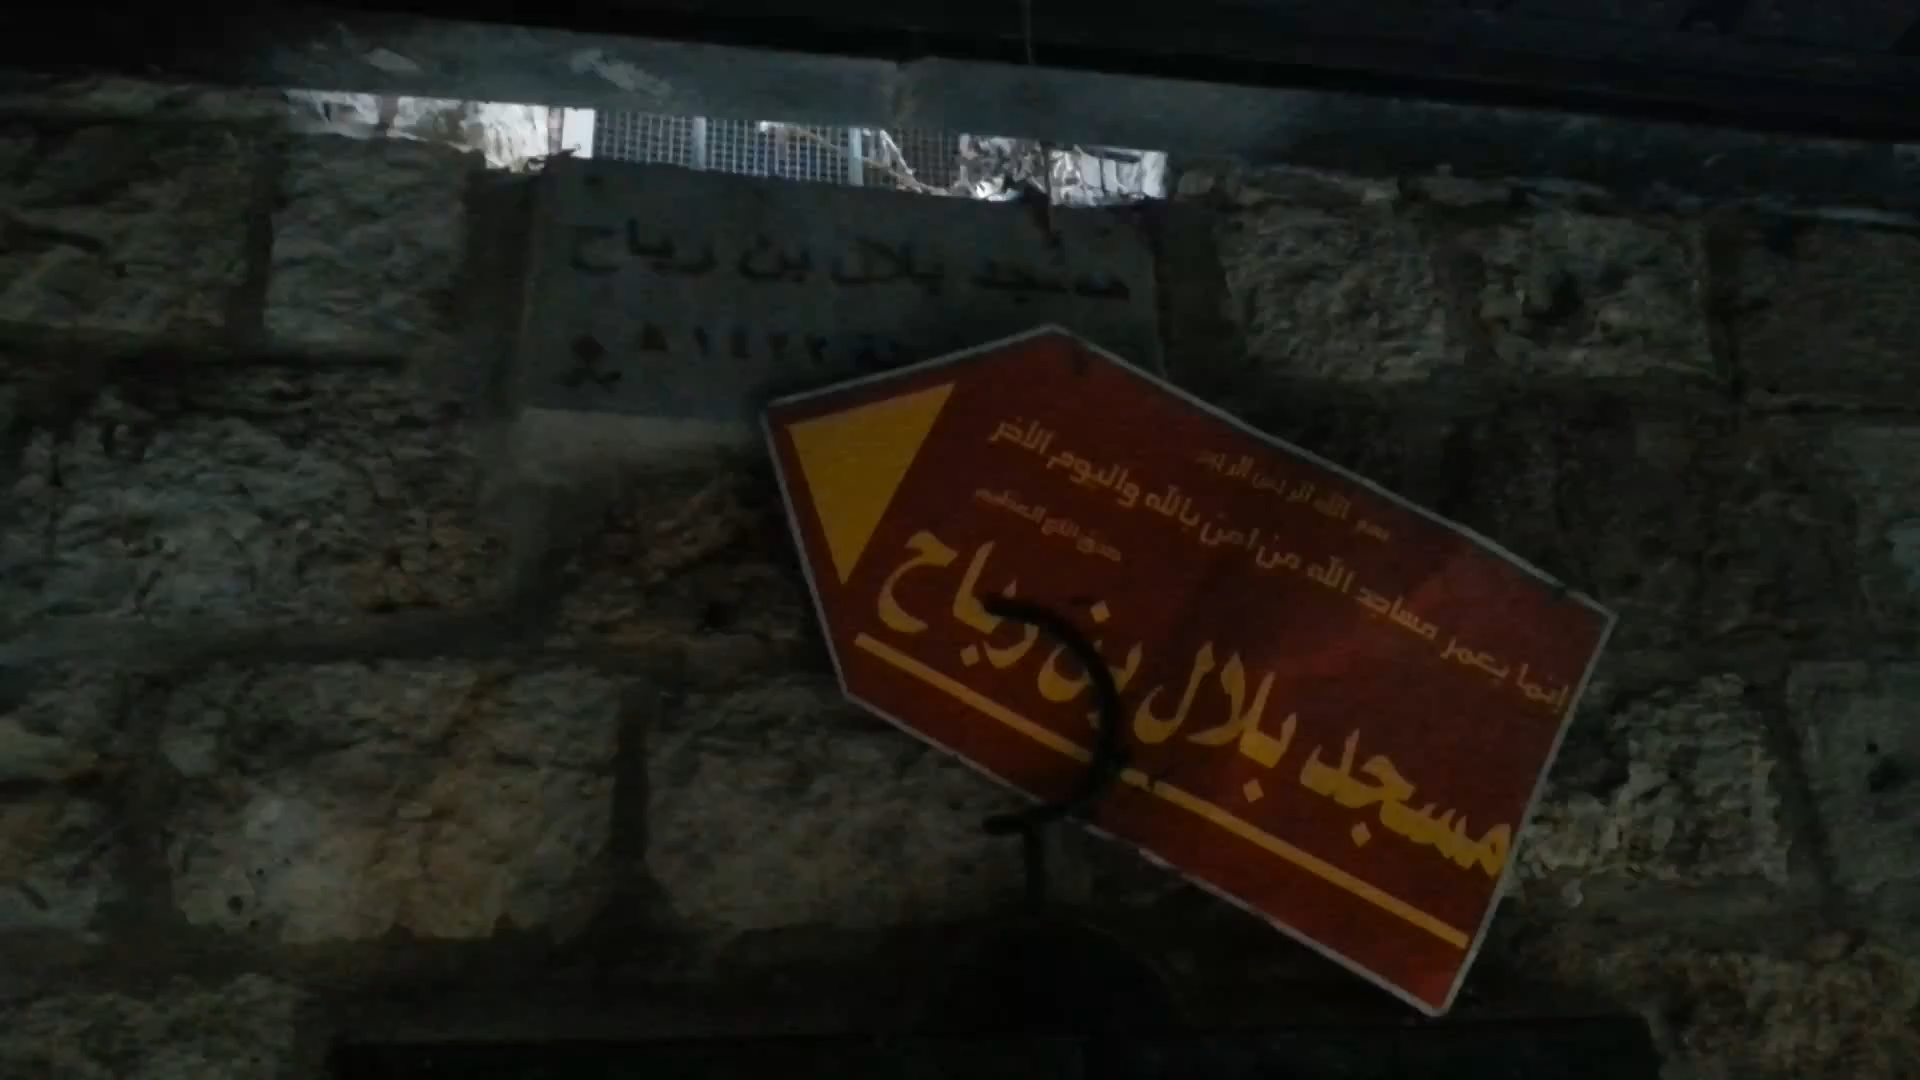 مسجد بلال بن رباح
بسم الله الرحمن الرحيم
إنما يعمر مساجد الله من امن بالله واليوم الآخر
صدق الله العظيم
مسجد بلال بن رباح